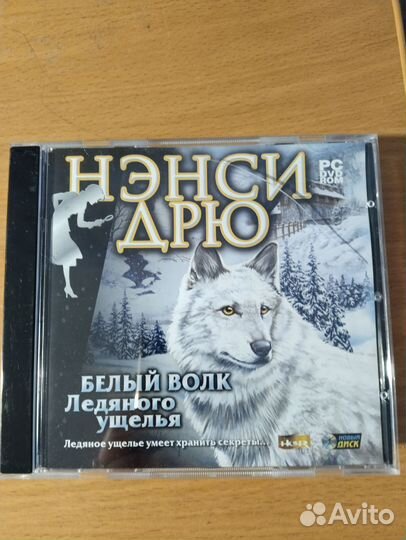 НЭНСИ
ДРЮ
PC
DVD
ROM
БЕЛЫЙ ВОЛК
Ледяного
ущелья
Ледяное ущелье умеет хранить секреты...
НОВЫЙ
ДИСК
Avito